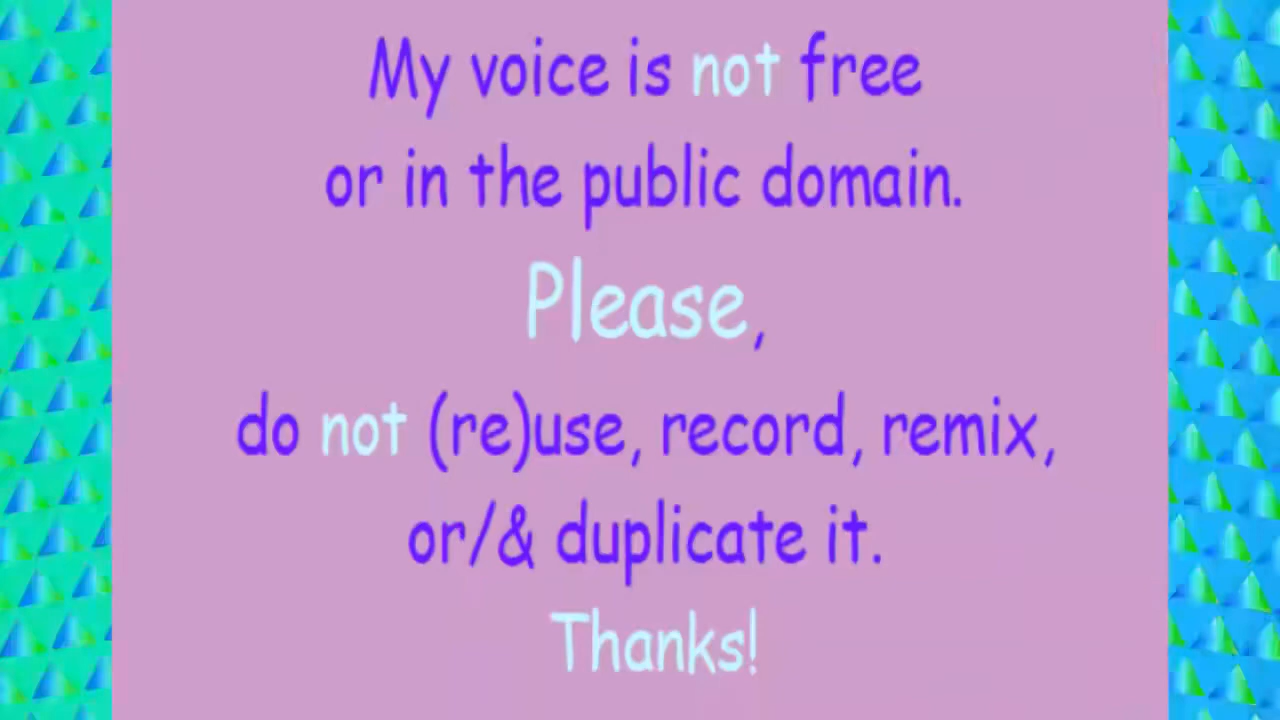 My voice is not free
or in the public domain.
Please,
do not (re)use, record, remix,
or/& duplicate it.
Thanks!